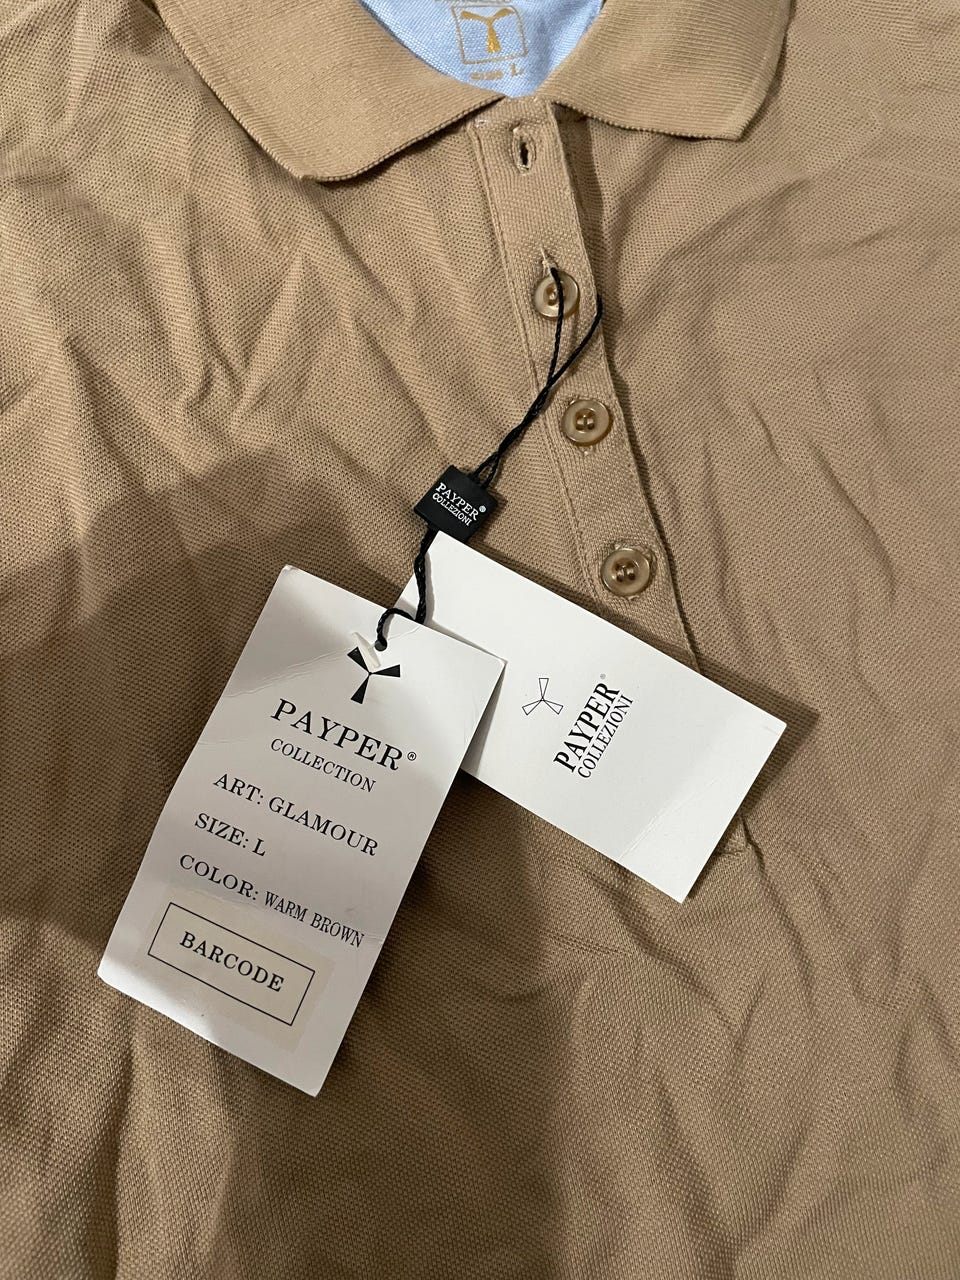 L
PAYPER®
COLLEZIONI
PAYPER®
COLLECTION
ART: GLAMOUR
SIZE: L
COLOR: WARM BROWN
BARCODE
PAYPER®
COLLEZIONI